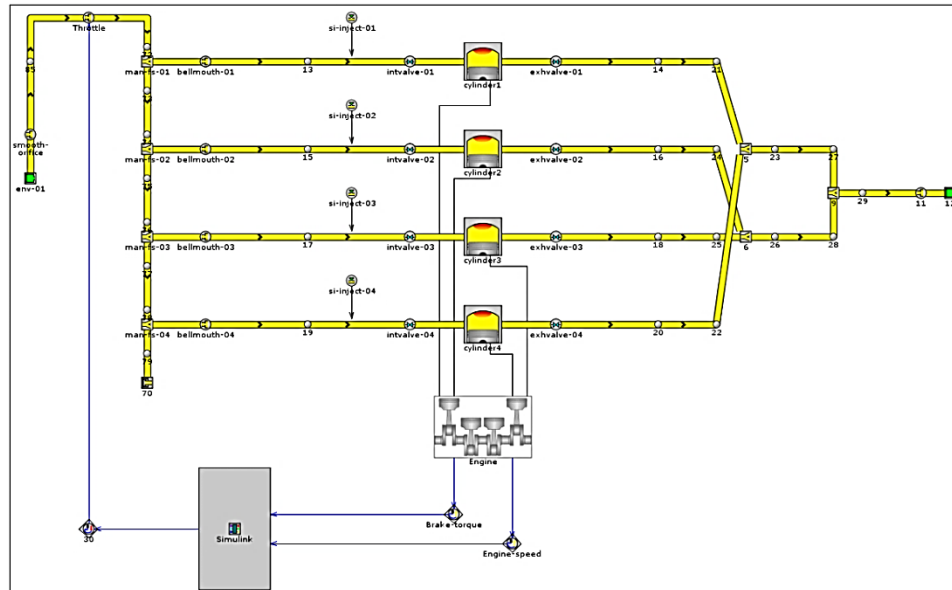 Throttle
si-inject-01
85
man-fs-01
bellmouth-01
13
intvalve-01
cylinder1
exhvalve-01
14
21
si-inject-02
smooth-
orifice
env-01
man-fs-02
bellmouth-02
15
intvalve-02
cylinder2
exhvalve-02
16
24
5
23
27
si-inject-03
9
29
11
12
man-fs-03
bellmouth-03
17
intvalve-03
cylinder3
exhvalve-03
18
25
6
26
28
si-inject-04
man-fs-04
bellmouth-04
19
intvalve-04
cylinder4
exhvalve-04
20
22
79
70
Engine
Brake-torque
30
Simulink
Engine-speed